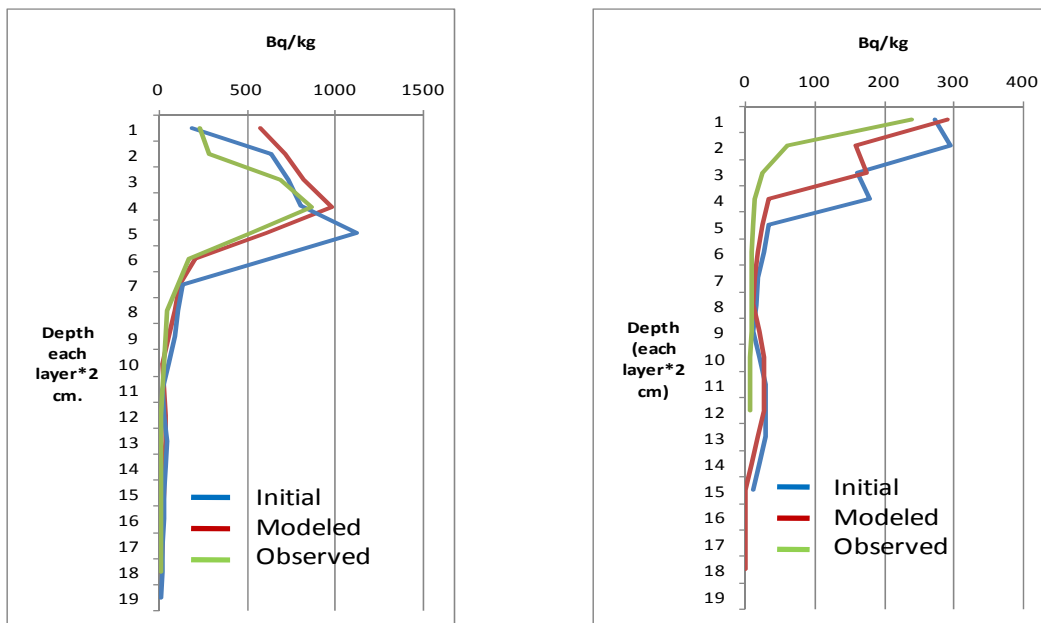 Bq/kg
0 500 1000 1500
1
2
3
4
5
6
7
8
9
10
11
12
13
14
15
16
17
18
19
Depth
each
layer*2
cm.
Initial
Modeled
Observed
Bq/kg
0 100 200 300 400
1
2
3
4
5
6
7
8
9
10
11
12
13
14
15
16
17
18
19
Depth
(each
layer*2
cm)
Initial
Modeled
Observed